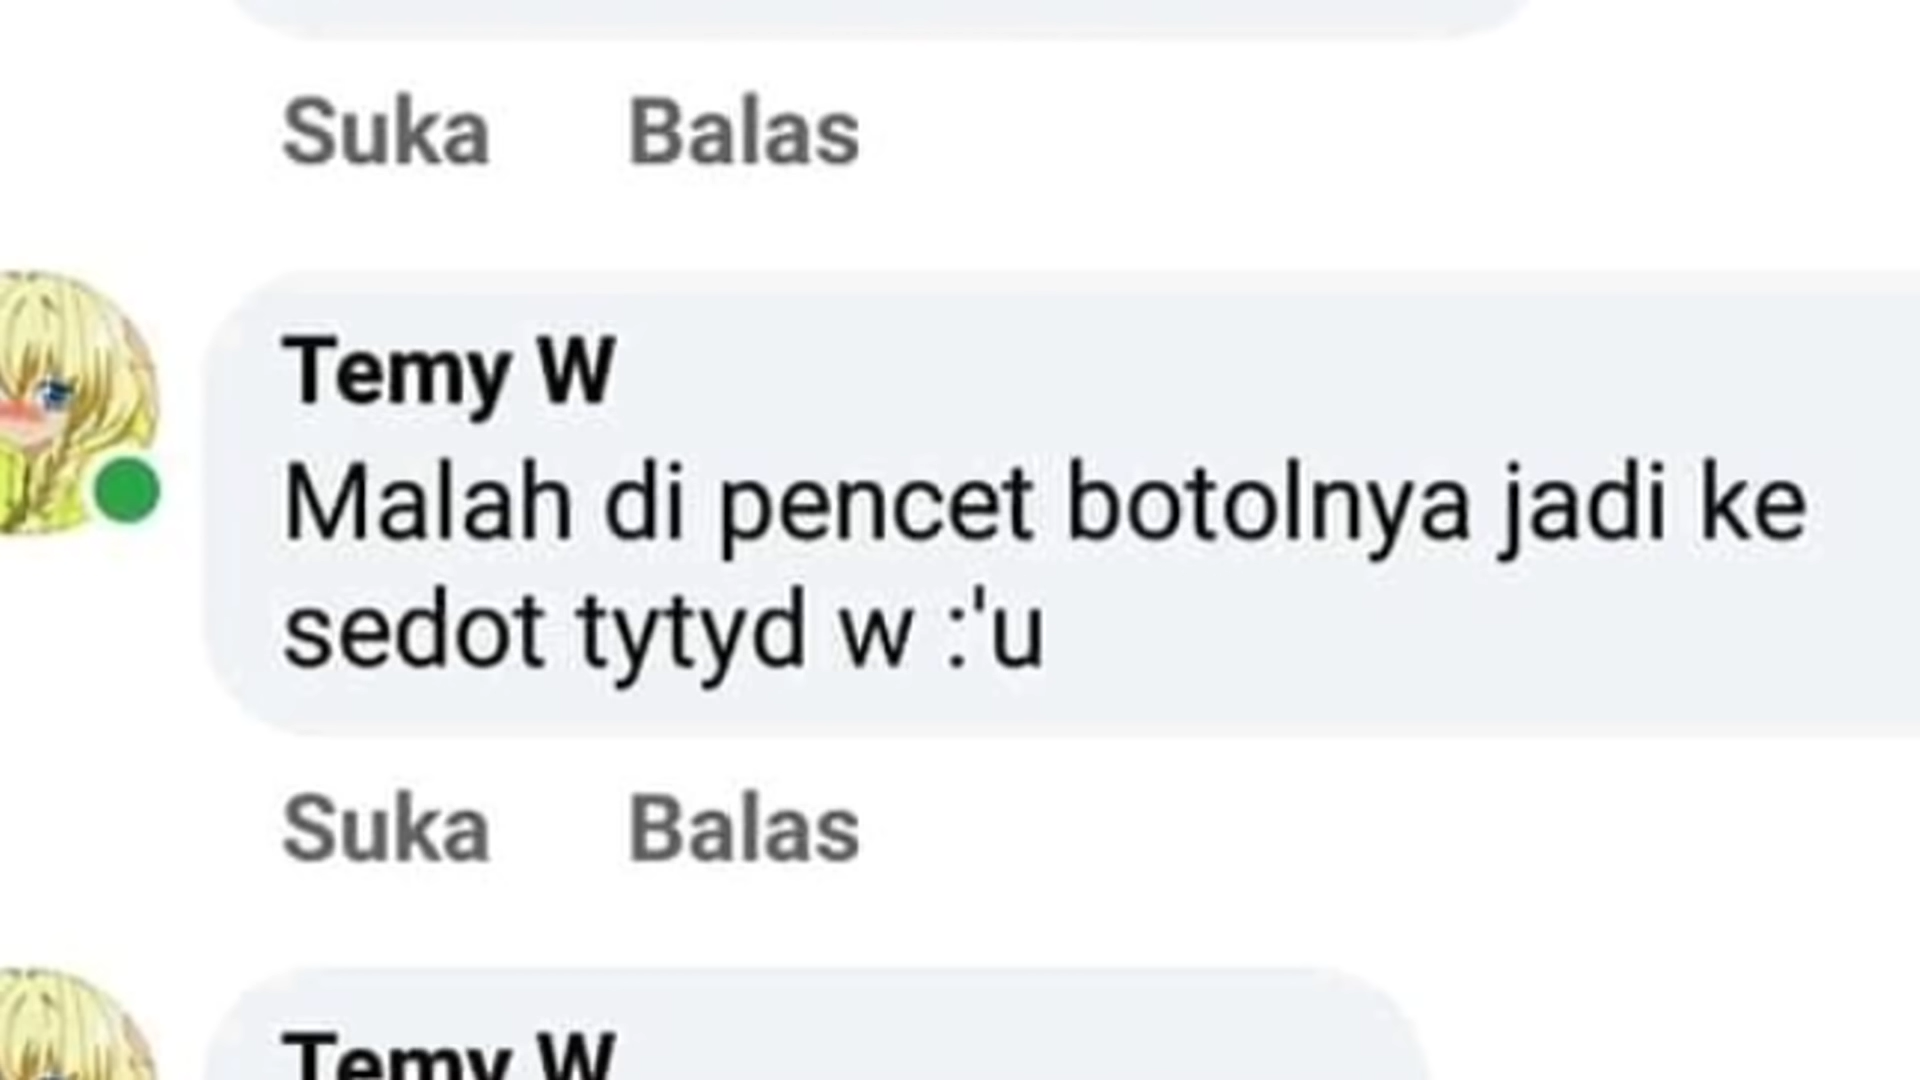 Suka Balas
Temy W
Malah di pencet botolnya jadi ke
sedot tytyd w :'u
Suka Balas
Temy W